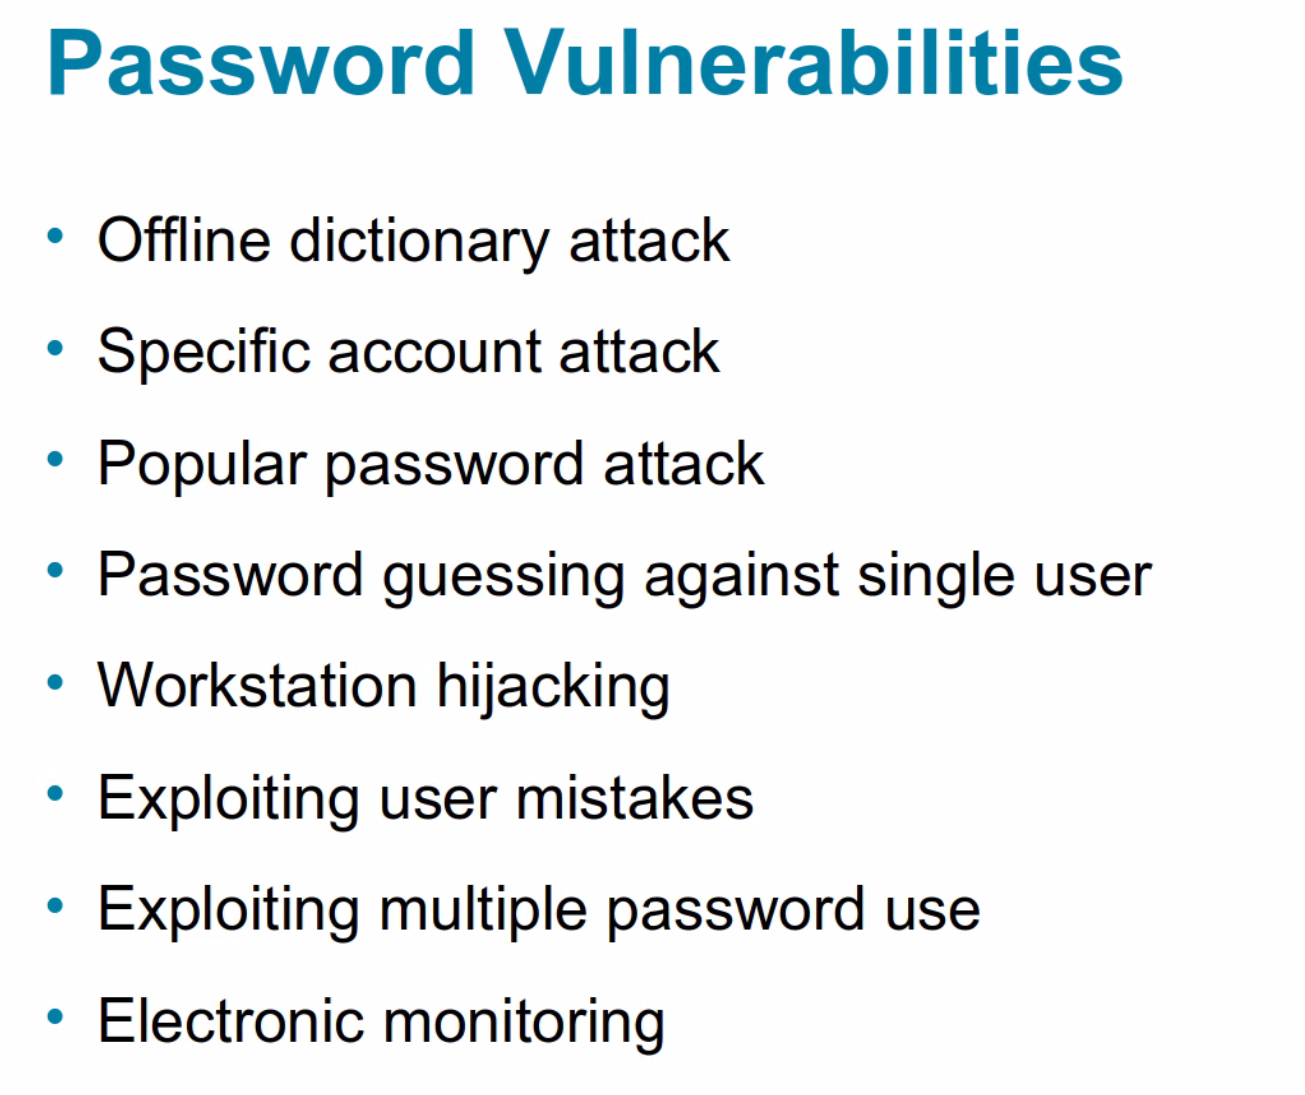 Password Vulnerabilities
• Offline dictionary attack
• Specific account attack
• Popular password attack
• Password guessing against single user
• Workstation hijacking
• Exploiting user mistakes
• Exploiting multiple password use
• Electronic monitoring